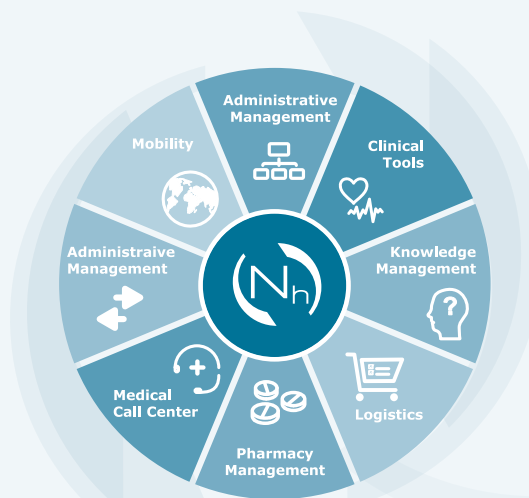 Administrative
Management
Clinical
Tools
Knowledge
Management
Logistics
Pharmacy
Management
Medical
Call Center
Administraive
Management
Mobility
Nh